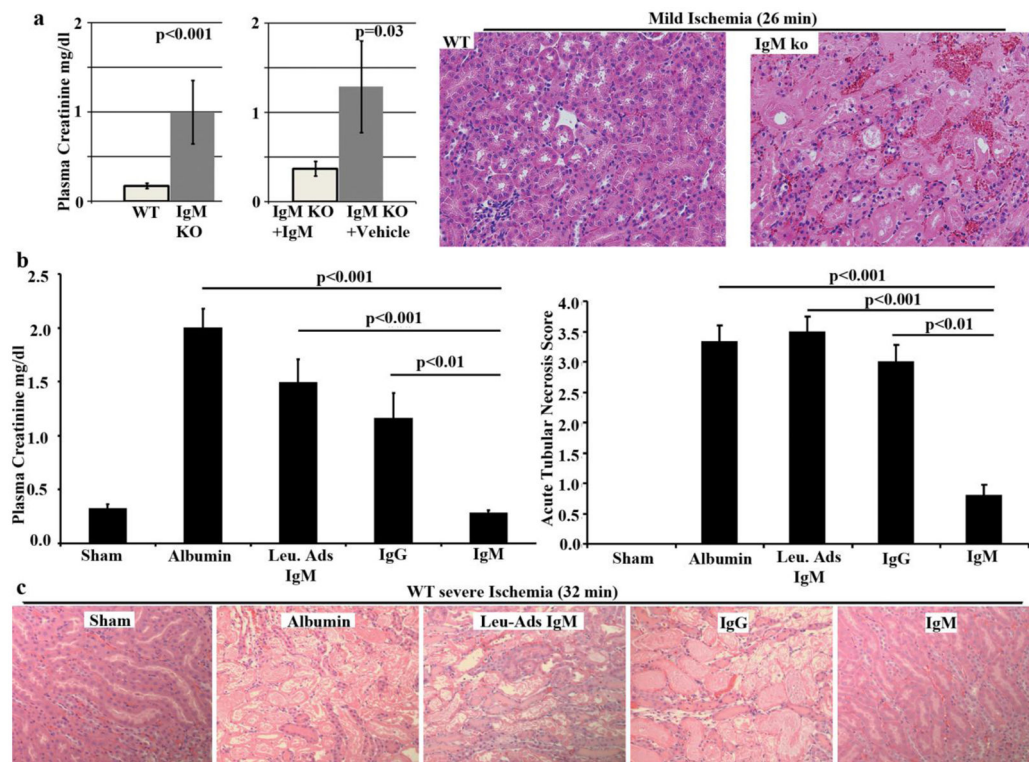 a
Plasma Creatinine mg/dl
2
1
0
p<0.001
WT
IgM
KO
2
1
0
p=0.03
IgM KO
+IgM
IgM KO
+Vehicle
Mild Ischemia (26 min)
WT
IgM ko
b
Plasma Creatinine mg/dl
2.5
2.0
1.5
1.0
0.5
0.0
p<0.001
p<0.001
p<0.01
Sham
Albumin
Leu. Ads
IgM
IgG
IgM
Acute Tubular Necrosis Score
4.0
3.5
3.0
2.5
2.0
1.5
1.0
0.5
0.0
p<0.001
p<0.001
p<0.01
Sham
Albumin
Leu. Ads
IgM
IgG
IgM
c
WT severe Ischemia (32 min)
Sham
Albumin
Leu-Ads IgM
IgG
IgM